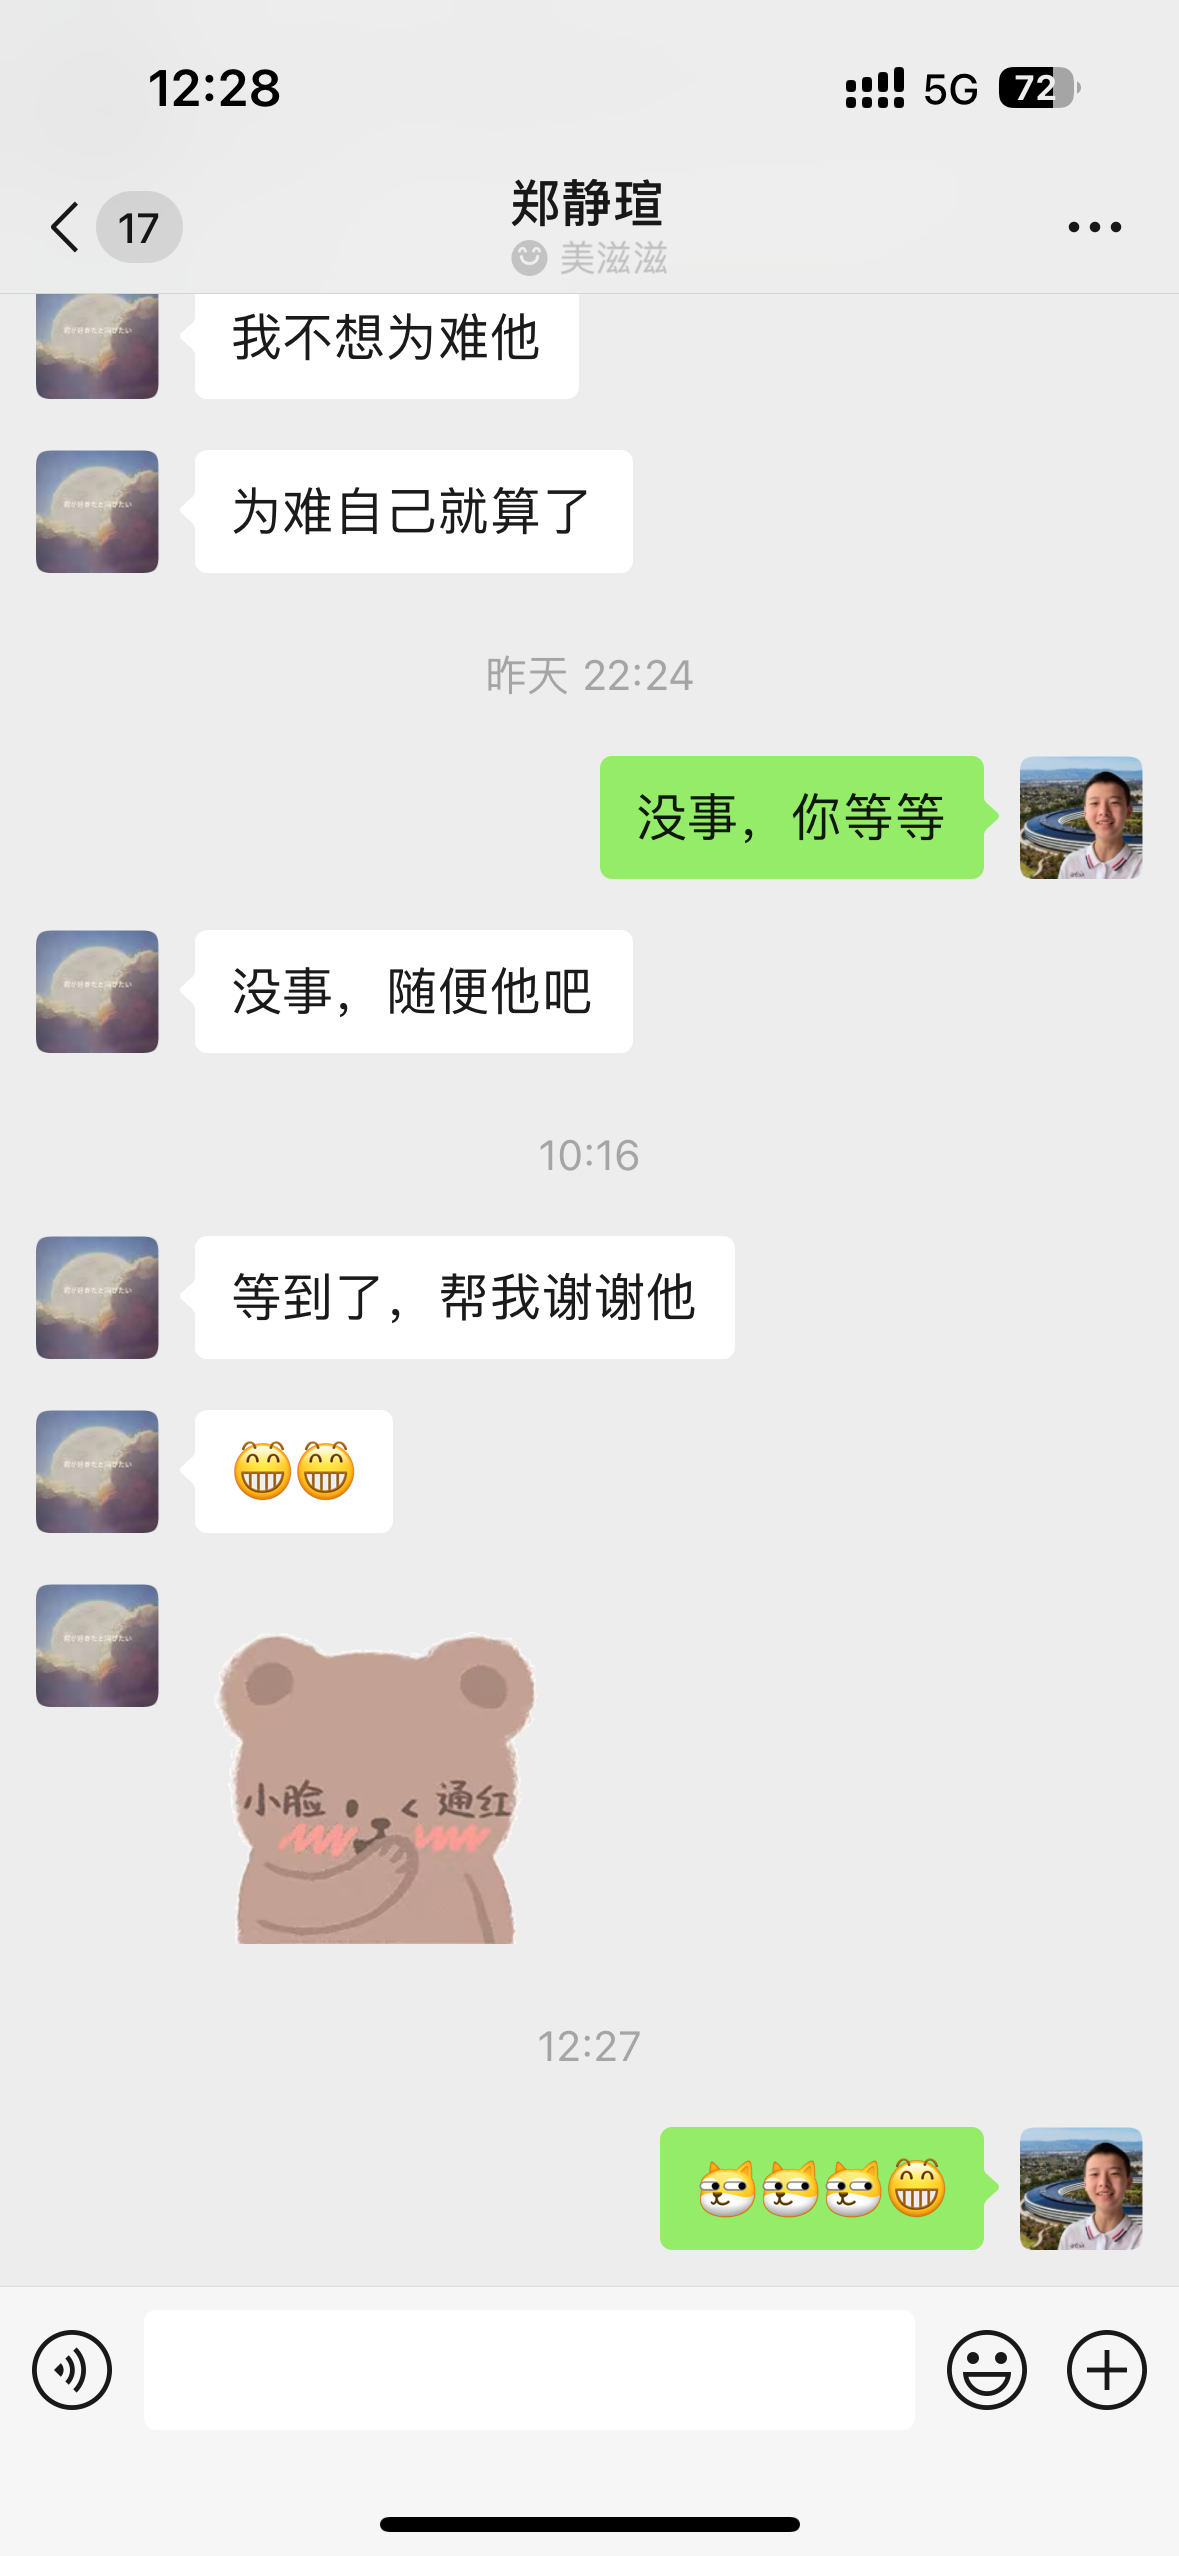 12:28
5G
72
17
郑静瑄
美滋滋
我不想为难他
为难自己就算了
昨天 22:24
没事，你等等
没事，随便他吧
10:16
等到了，帮我谢谢他
😁😁
小脸 通红
12:27